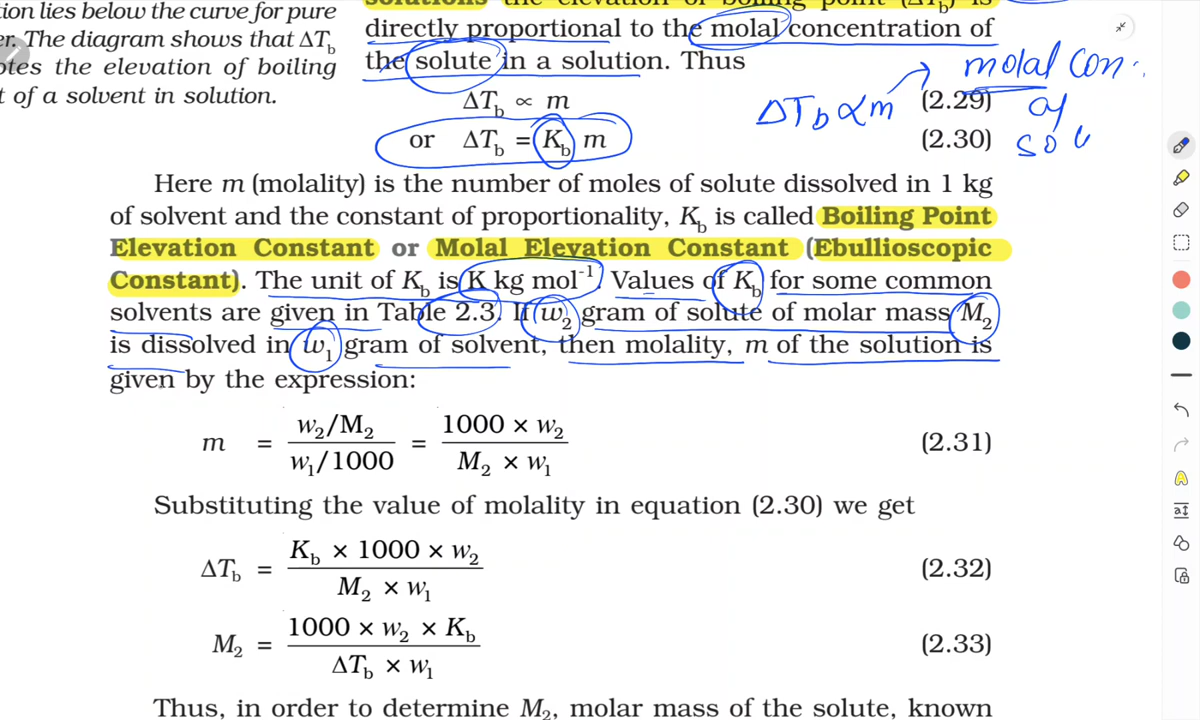 ion lies below the curve for pure
er. The diagram shows that ΔTb
otes the elevation of boiling
t of a solvent in solution.
solutions the elevation of boiling point (ΔTb) is
directly proportional to the molal concentration of
the solute in a solution. Thus
ΔTb ∝ m (2.29)
or ΔTb = Kb m (2.30)
ΔTb ∝ m
molal Con.
of
sol
Here m (molality) is the number of moles of solute dissolved in 1 kg
of solvent and the constant of proportionality, Kb is called Boiling Point
Elevation Constant or Molal Elevation Constant (Ebullioscopic
Constant). The unit of Kb is K kg mol⁻¹. Values of Kb for some common
solvents are given in Table 2.3. If w₂ gram of solute of molar mass M₂
is dissolved in w₁ gram of solvent, then molality, m of the solution is
given by the expression:
m = (w₂/M₂)/(w₁/1000) = (1000 × w₂)/(M₂ × w₁) (2.31)
Substituting the value of molality in equation (2.30) we get
ΔTb = (Kb × 1000 × w₂)/(M₂ × w₁) (2.32)
M₂ = (1000 × w₂ × Kb)/(ΔTb × w₁) (2.33)
Thus, in order to determine M₂, molar mass of the solute, known